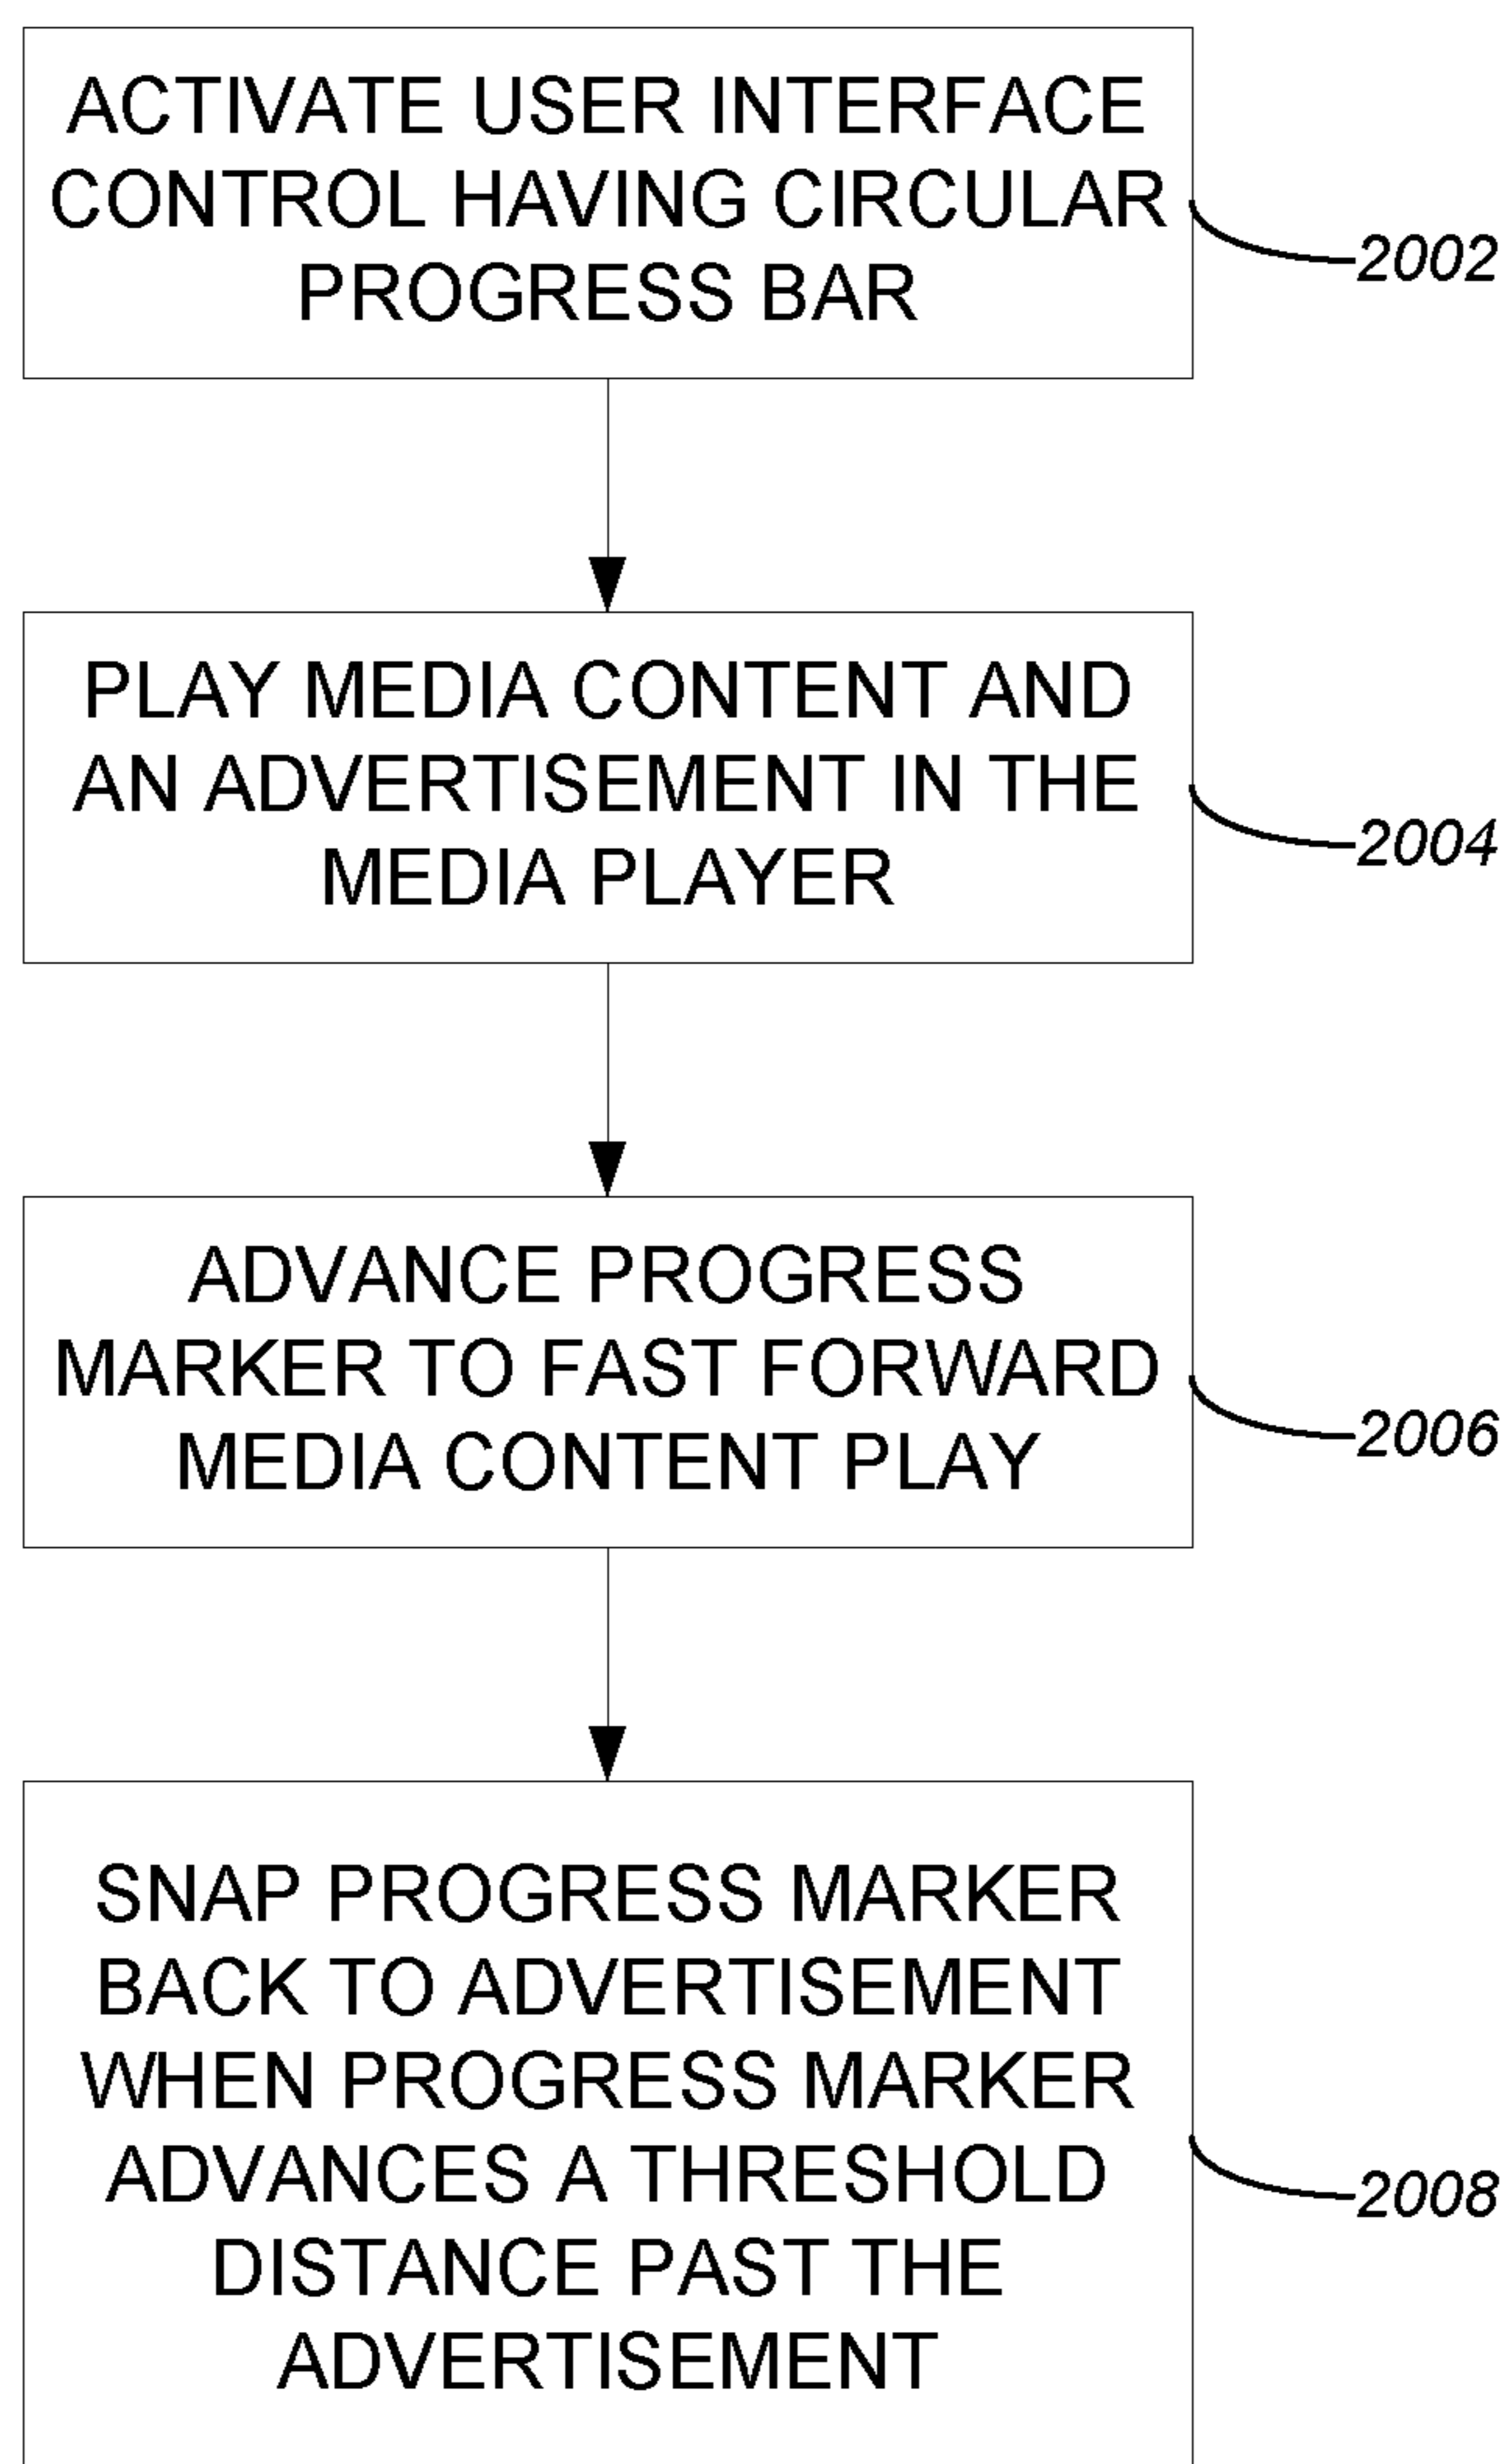 ACTIVATE USER INTERFACE
CONTROL HAVING CIRCULAR
PROGRESS BAR
2002
PLAY MEDIA CONTENT AND
AN ADVERTISEMENT IN THE
MEDIA PLAYER
2004
ADVANCE PROGRESS
MARKER TO FAST FORWARD
MEDIA CONTENT PLAY
2006
SNAP PROGRESS MARKER
BACK TO ADVERTISEMENT
WHEN PROGRESS MARKER
ADVANCES A THRESHOLD
DISTANCE PAST THE
ADVERTISEMENT
2008